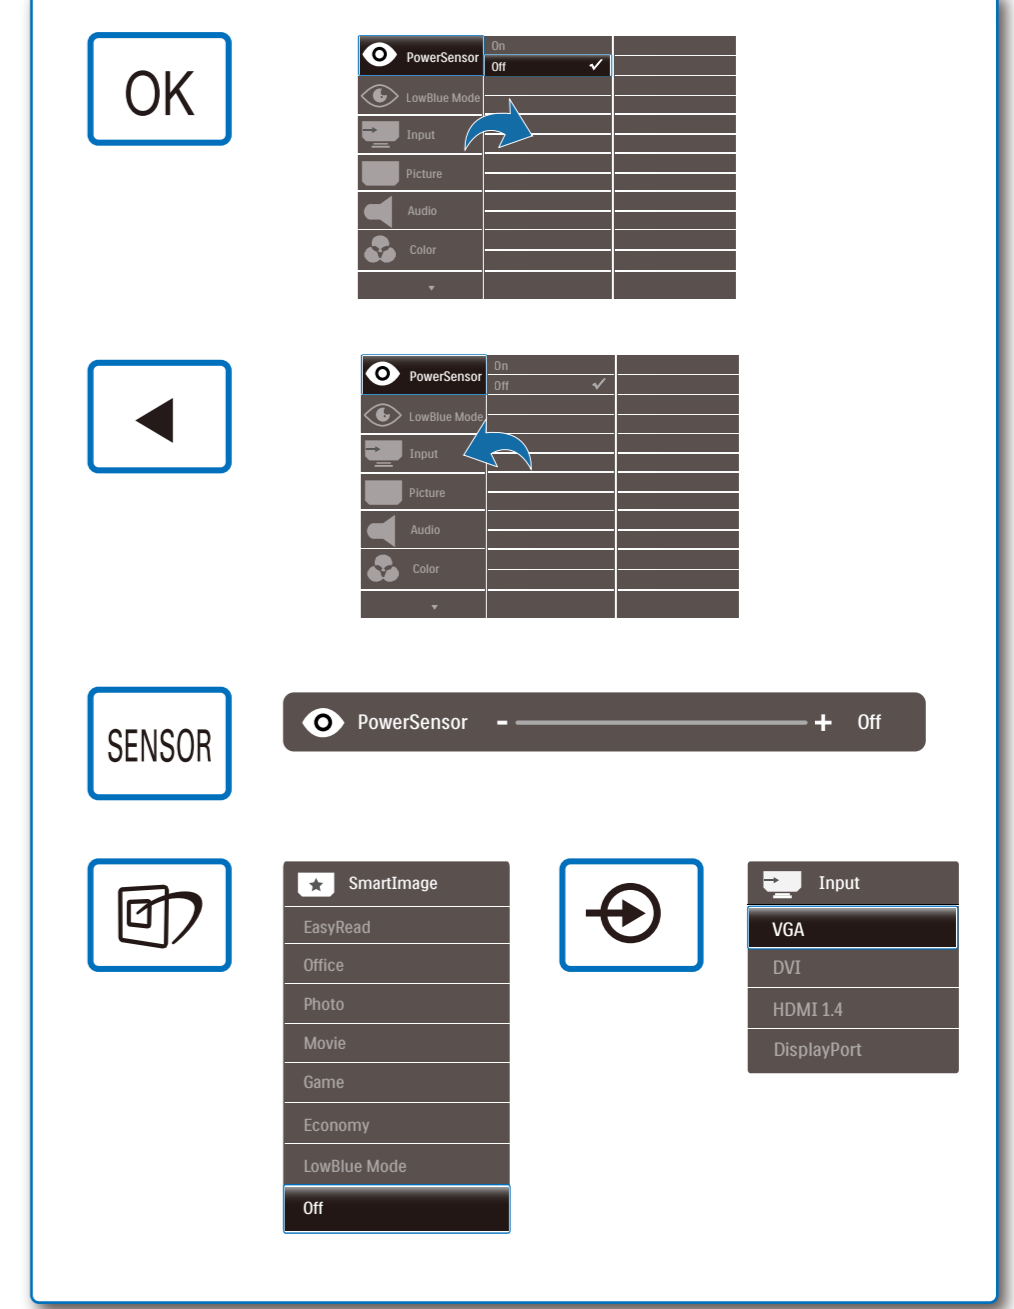 OK
PowerSensor
On
Off
LowBlue Mode
Input
Picture
Audio
Color
PowerSensor
On
Off
LowBlue Mode
Input
Picture
Audio
Color
SENSOR
PowerSensor - + Off
SmartImage
EasyRead
Office
Photo
Movie
Game
Economy
LowBlue Mode
Off
Input
VGA
DVI
HDMI 1.4
DisplayPort